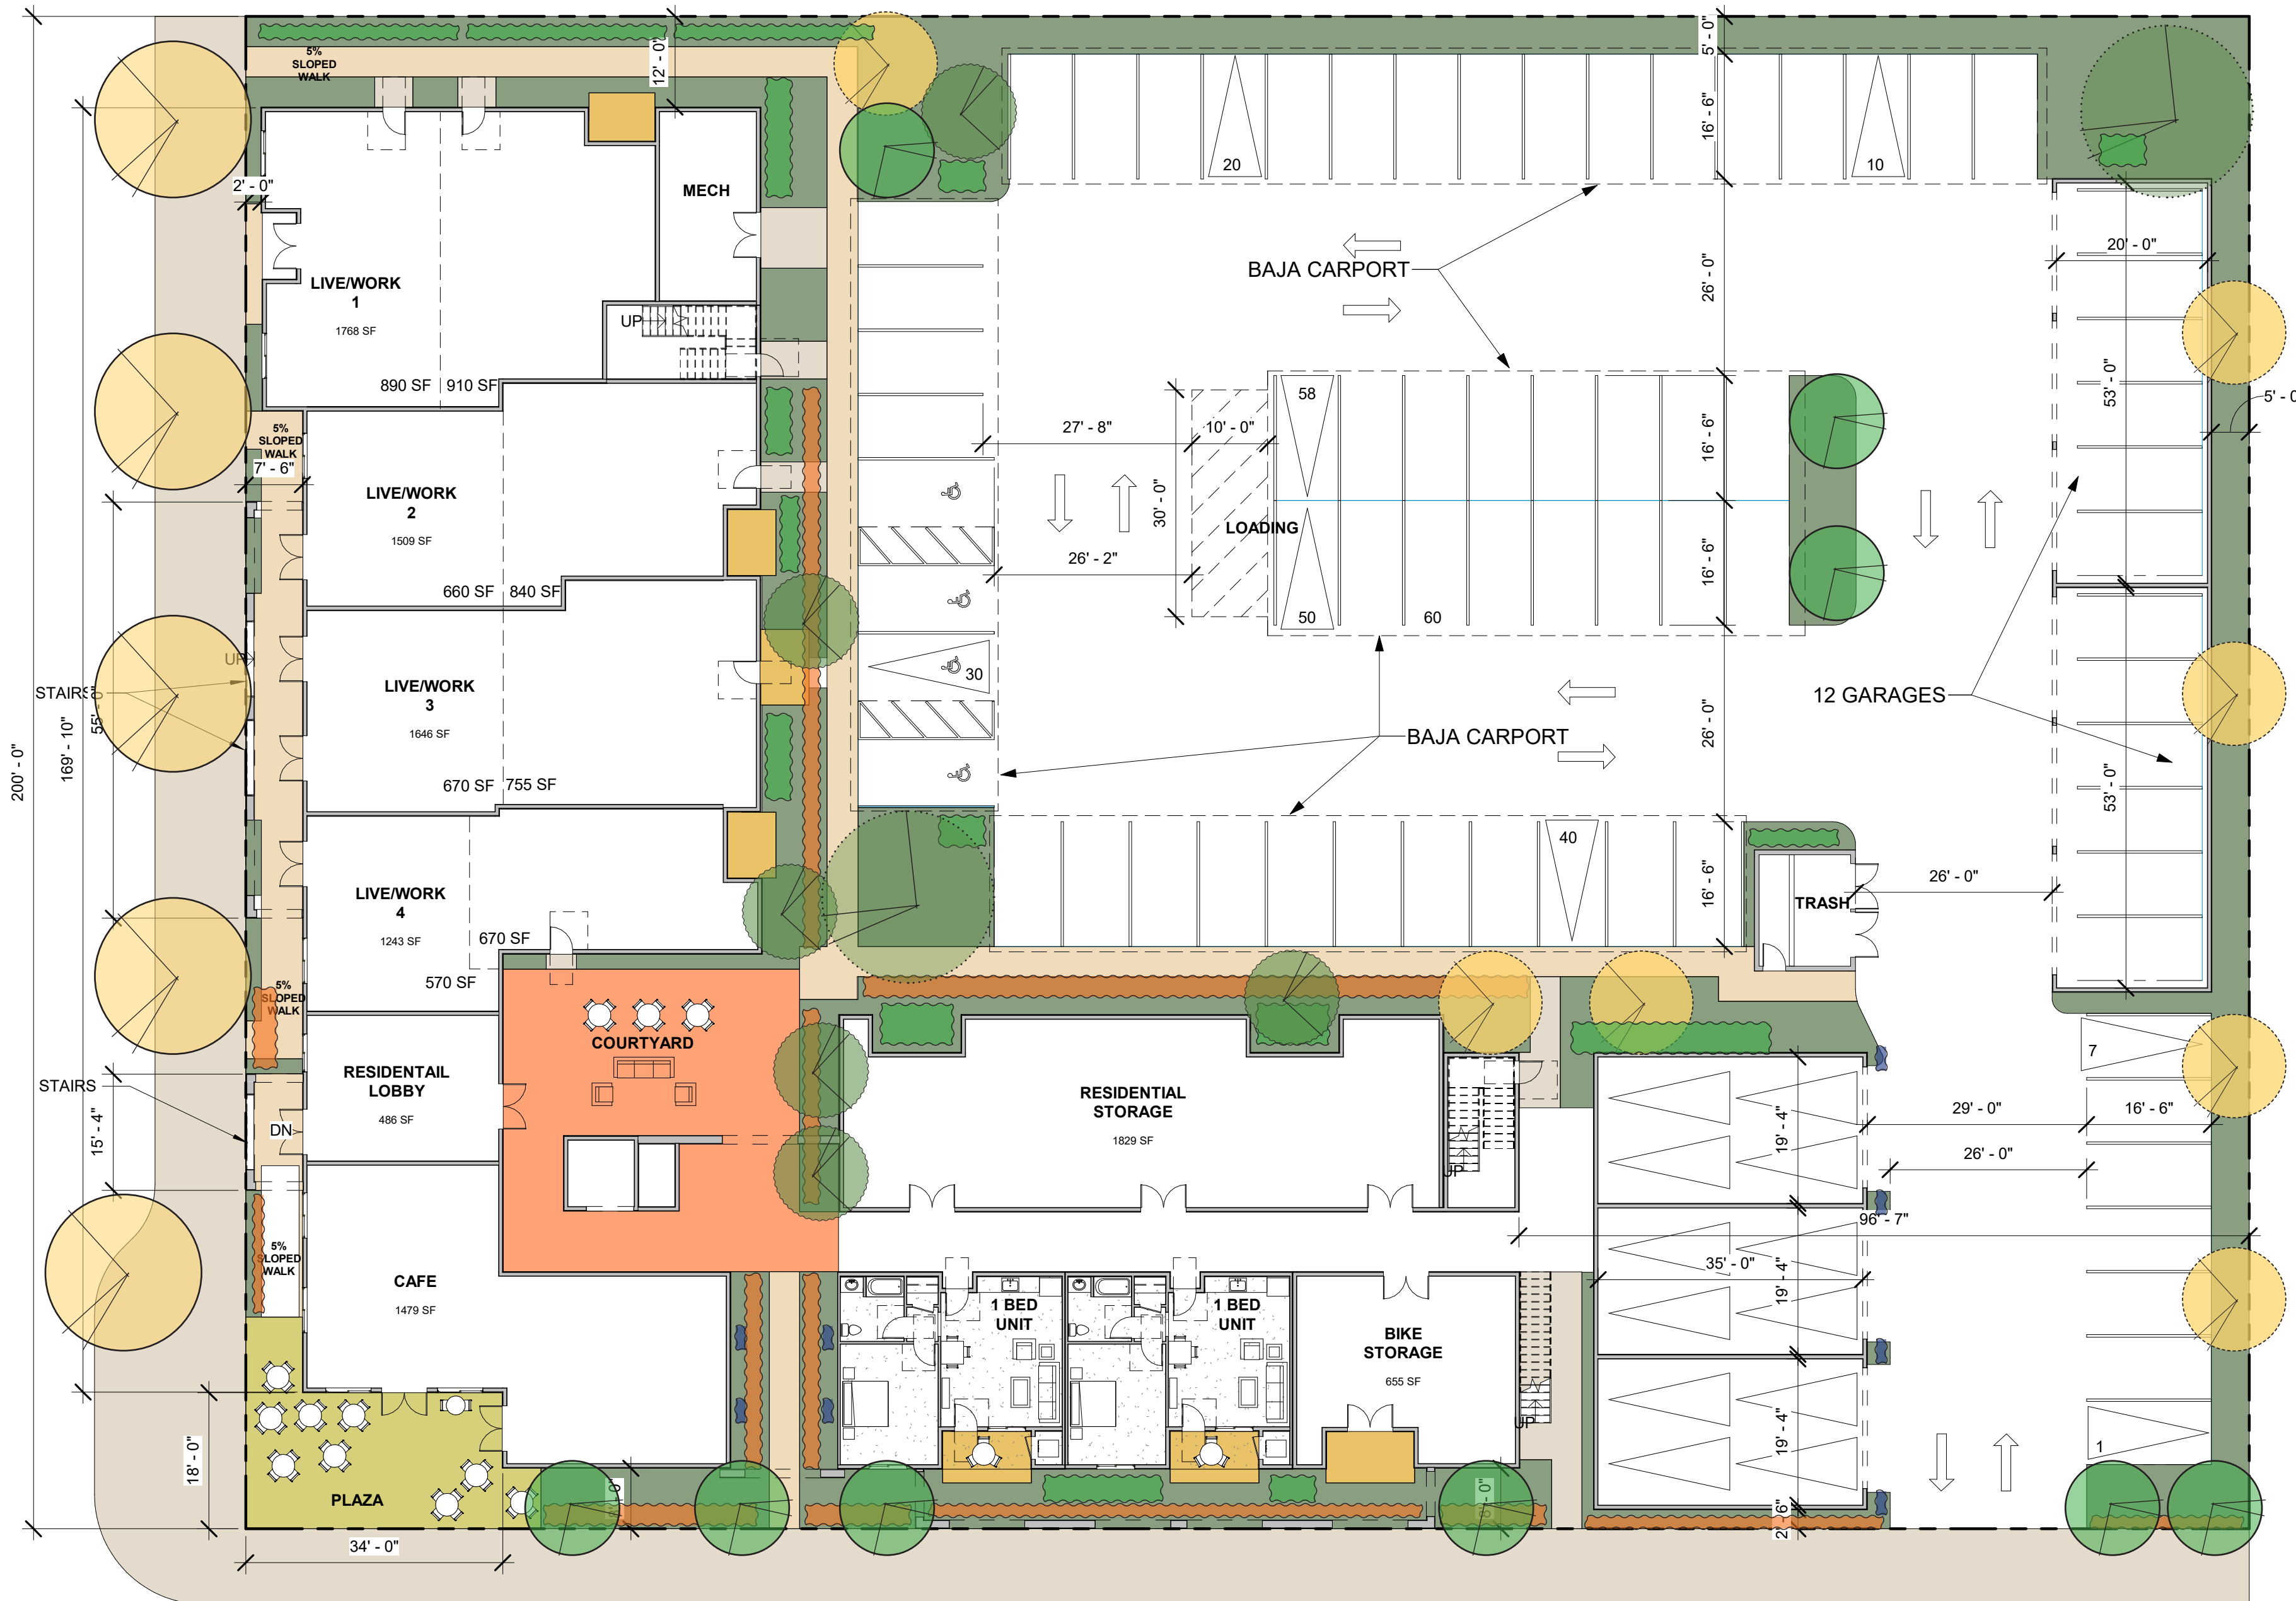 5%
SLOPED
WALK
12' - 0"
5' - 0"
16' - 6"
20
10
2' - 0"
MECH
LIVE/WORK
1
1768 SF
UP
890 SF
910 SF
BAJA CARPORT
26' - 0"
20' - 0"
53' - 0"
5' - 0
5%
SLOPED
WALK
7' - 6"
LIVE/WORK
2
1509 SF
660 SF
840 SF
27' - 8"
10' - 0"
58
16' - 6"
30' - 0"
LOADING
26' - 2"
50
60
16' - 6"
UP
STAIRS
LIVE/WORK
3
1646 SF
670 SF
755 SF
30
BAJA CARPORT
26' - 0"
12 GARAGES
53' - 0"
200' - 0"
169' - 10"
55' - 0"
LIVE/WORK
4
1243 SF
670 SF
570 SF
40
16' - 6"
TRASH
26' - 0"
5%
SLOPED
WALK
COURTYARD
RESIDENTAIL
LOBBY
486 SF
STAIRS
DN
15' - 4"
RESIDENTIAL
STORAGE
1829 SF
UP
19' - 4"
7
29' - 0"
16' - 6"
26' - 0"
96' - 7"
5%
SLOPED
WALK
CAFE
1479 SF
1 BED
UNIT
1 BED
UNIT
BIKE
STORAGE
655 SF
UP
35' - 0"
19' - 4"
19' - 4"
1
18' - 0"
PLAZA
8' - 0"
2' - 6"
34' - 0"